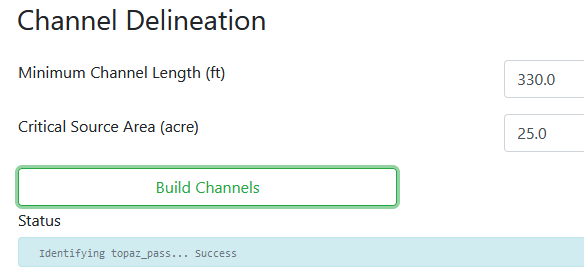 Channel Delineation
Minimum Channel Length (ft)
330.0
Critical Source Area (acre)
25.0
Build Channels
Status
Identifying topaz_pass... Success